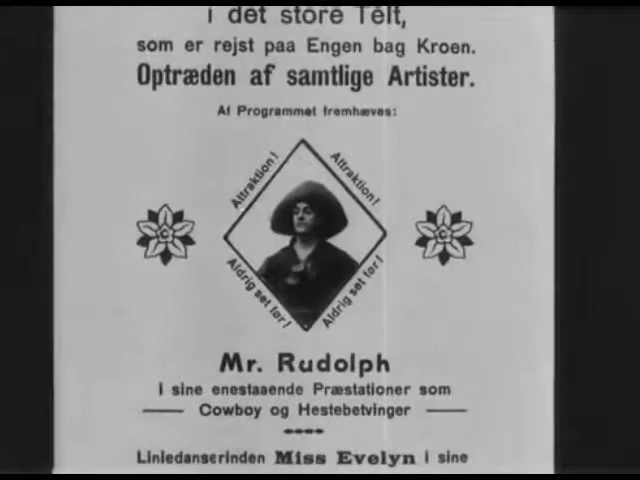 i det store Telt,
som er rejst paa Engen bag Kroen.
Optræden af samtlige Artister.
Af Programmet fremhæves:
Attraktion! Attraktion!
Aldrig set før! Aldrig set før!
Mr. Rudolph
i sine enestaaende Præstationer som
Cowboy og Hestebetvinger
Liniedanserinden Miss Evelyn i sine